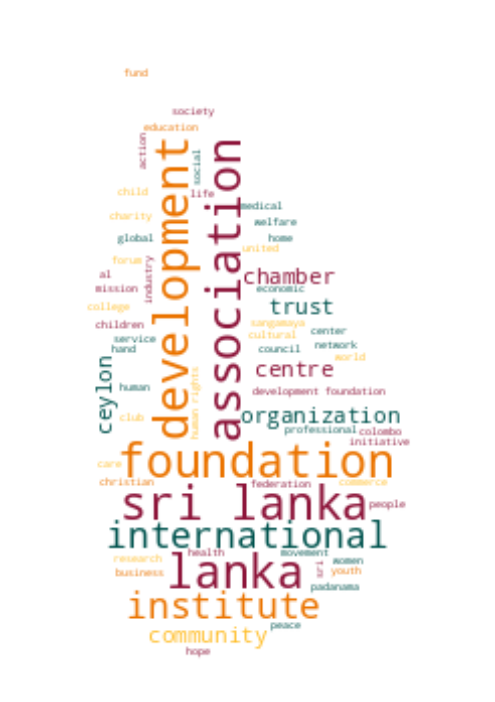 fund
society
education
action
social
child
life
medical
charity
welfare
development
association
global
home
united
forum
al
industry
chamber
mission
economic
college
trust
children
sangamaya
center
service
cultural
hand
network
council
world
ceylon
centre
human
human rights
development foundation
club
organization
professional
colombo
initiative
foundation
care
christian
federation
commerce
sri lanka
people
international
research
health
movement
women
lanka
sri
business
youth
padanama
institute
community
peace
hope